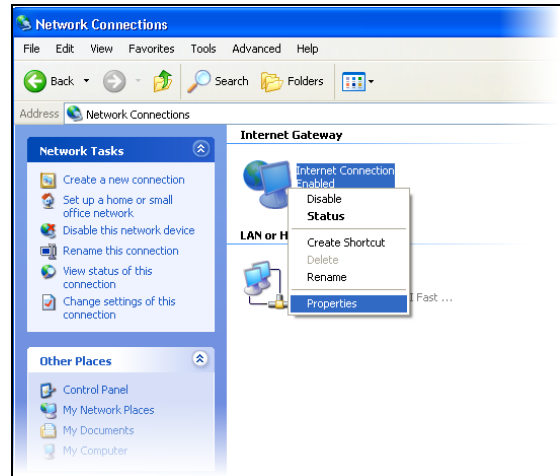 Network Connections
File Edit View Favorites Tools Advanced Help
Back Search Folders
Address Network Connections
Network Tasks
Create a new connection
Set up a home or small
office network
Disable this network device
Rename this connection
View status of this
connection
Change settings of this
connection
Other Places
Control Panel
My Network Places
My Documents
My Computer
Internet Gateway
Internet Connection
Enabled
Disable
Status
Create Shortcut
Delete
Rename
Properties
LAN or H
Fast ...